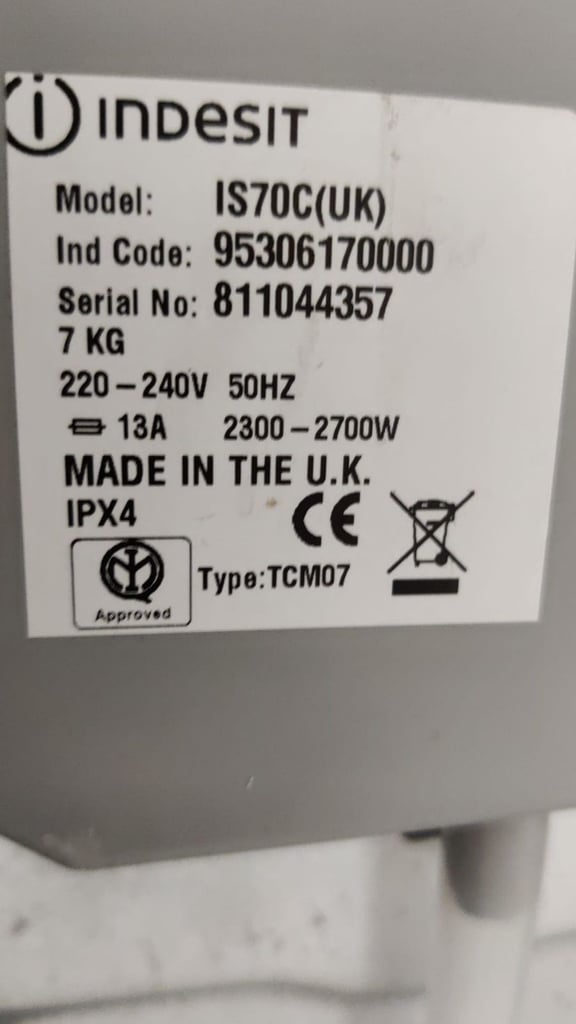 INDESIT
Model: IS70C(UK)
Ind Code: 95306170000
Serial No: 811044357
7 KG
220-240V 50HZ
13A 2300-2700W
MADE IN THE U.K.
IPX4 CE
Approved Type:TCM07